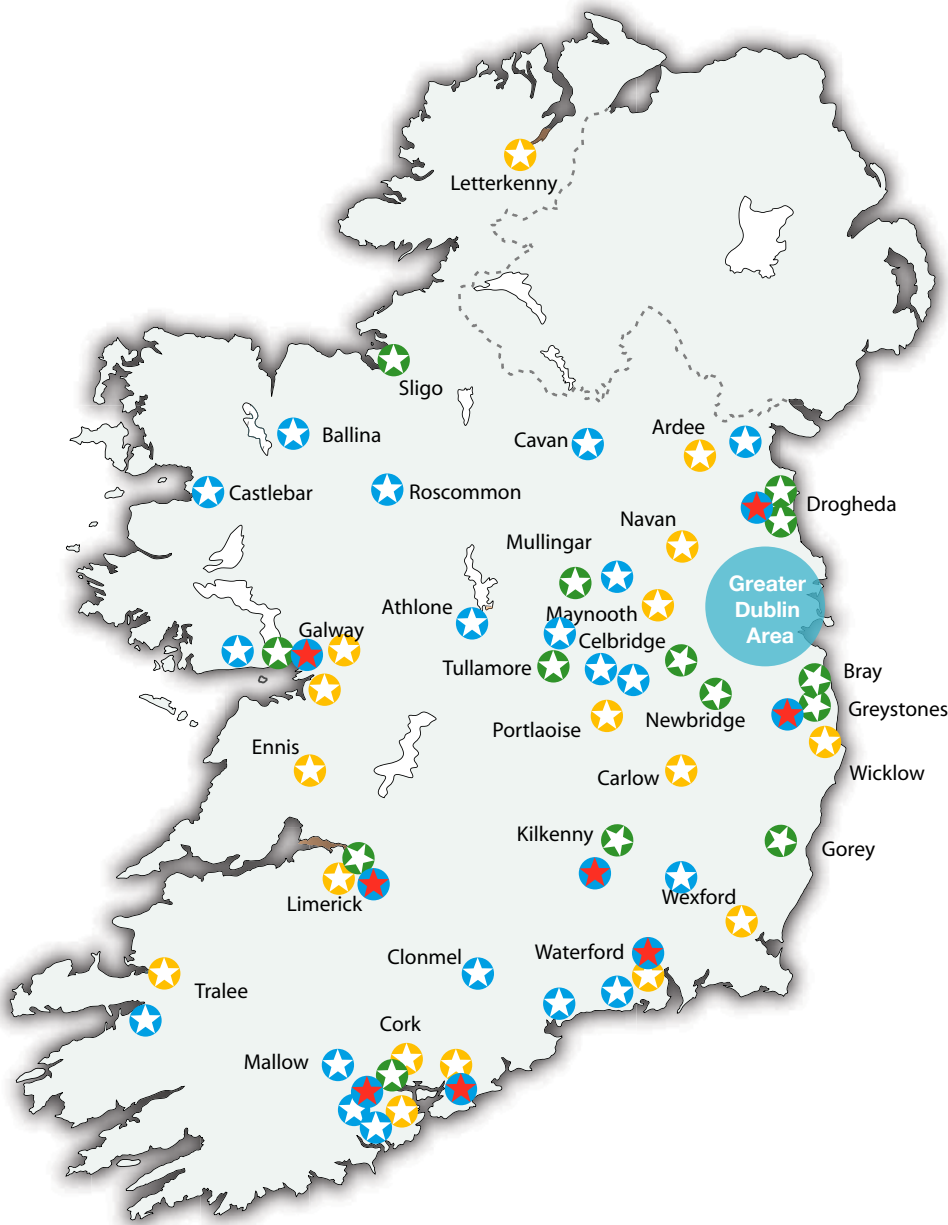 Letterkenny
Sligo
Ballina
Cavan
Ardee
Castlebar
Roscommon
Drogheda
Navan
Mullingar
Greater
Dublin
Area
Athlone
Maynooth
Galway
Celbridge
Tullamore
Bray
Newbridge
Greystones
Portlaoise
Ennis
Carlow
Wicklow
Kilkenny
Gorey
Limerick
Wexford
Waterford
Clonmel
Tralee
Cork
Mallow